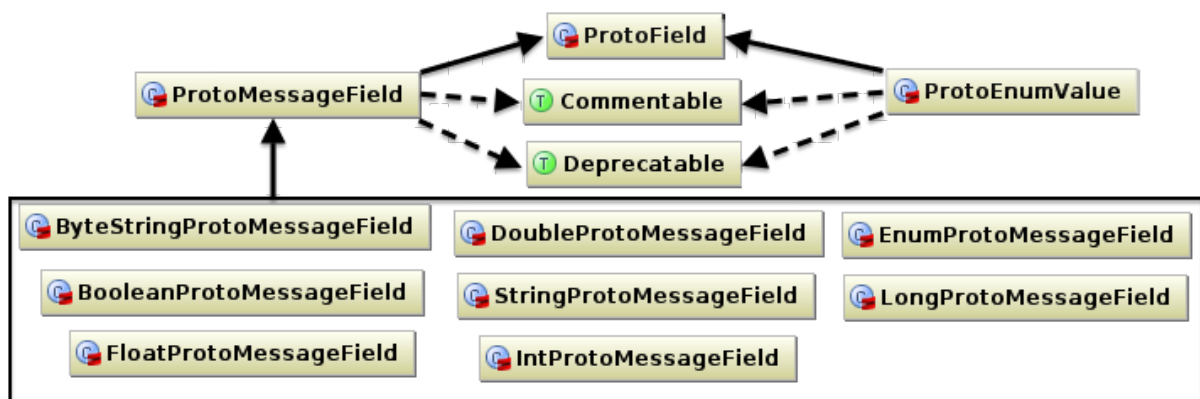 C ProtoField
C ProtoMessageField
T Commentable
C ProtoEnumValue
T Deprecatable
C ByteStringProtoMessageField
C DoubleProtoMessageField
C EnumProtoMessageField
C BooleanProtoMessageField
C StringProtoMessageField
C LongProtoMessageField
C FloatProtoMessageField
C IntProtoMessageField